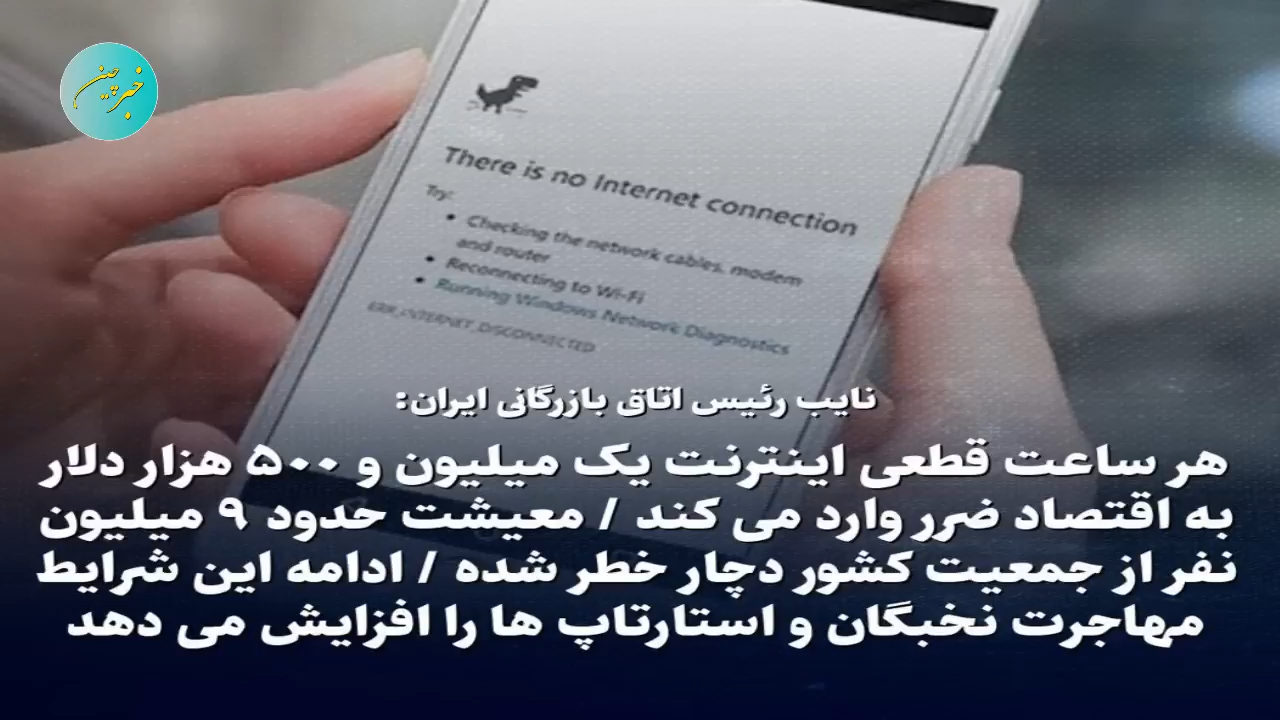 خبرچین
There is no Internet connection
Try:
Checking the network cables, modem
and router
Reconnecting to Wi-Fi
Running Windows Network Diagnostics
ERR_INTERNET_DISCONNECTED
نایب رئیس اتاق بازرگانی ایران:
هر ساعت قطعی اینترنت یک میلیون و ۵۰۰ هزار دلار
به اقتصاد ضرر وارد می کند / معیشت حدود ۹ میلیون
نفر از جمعیت کشور دچار خطر شده / ادامه این شرایط
مهاجرت نخبگان و استارتاپ ها را افزایش می دهد